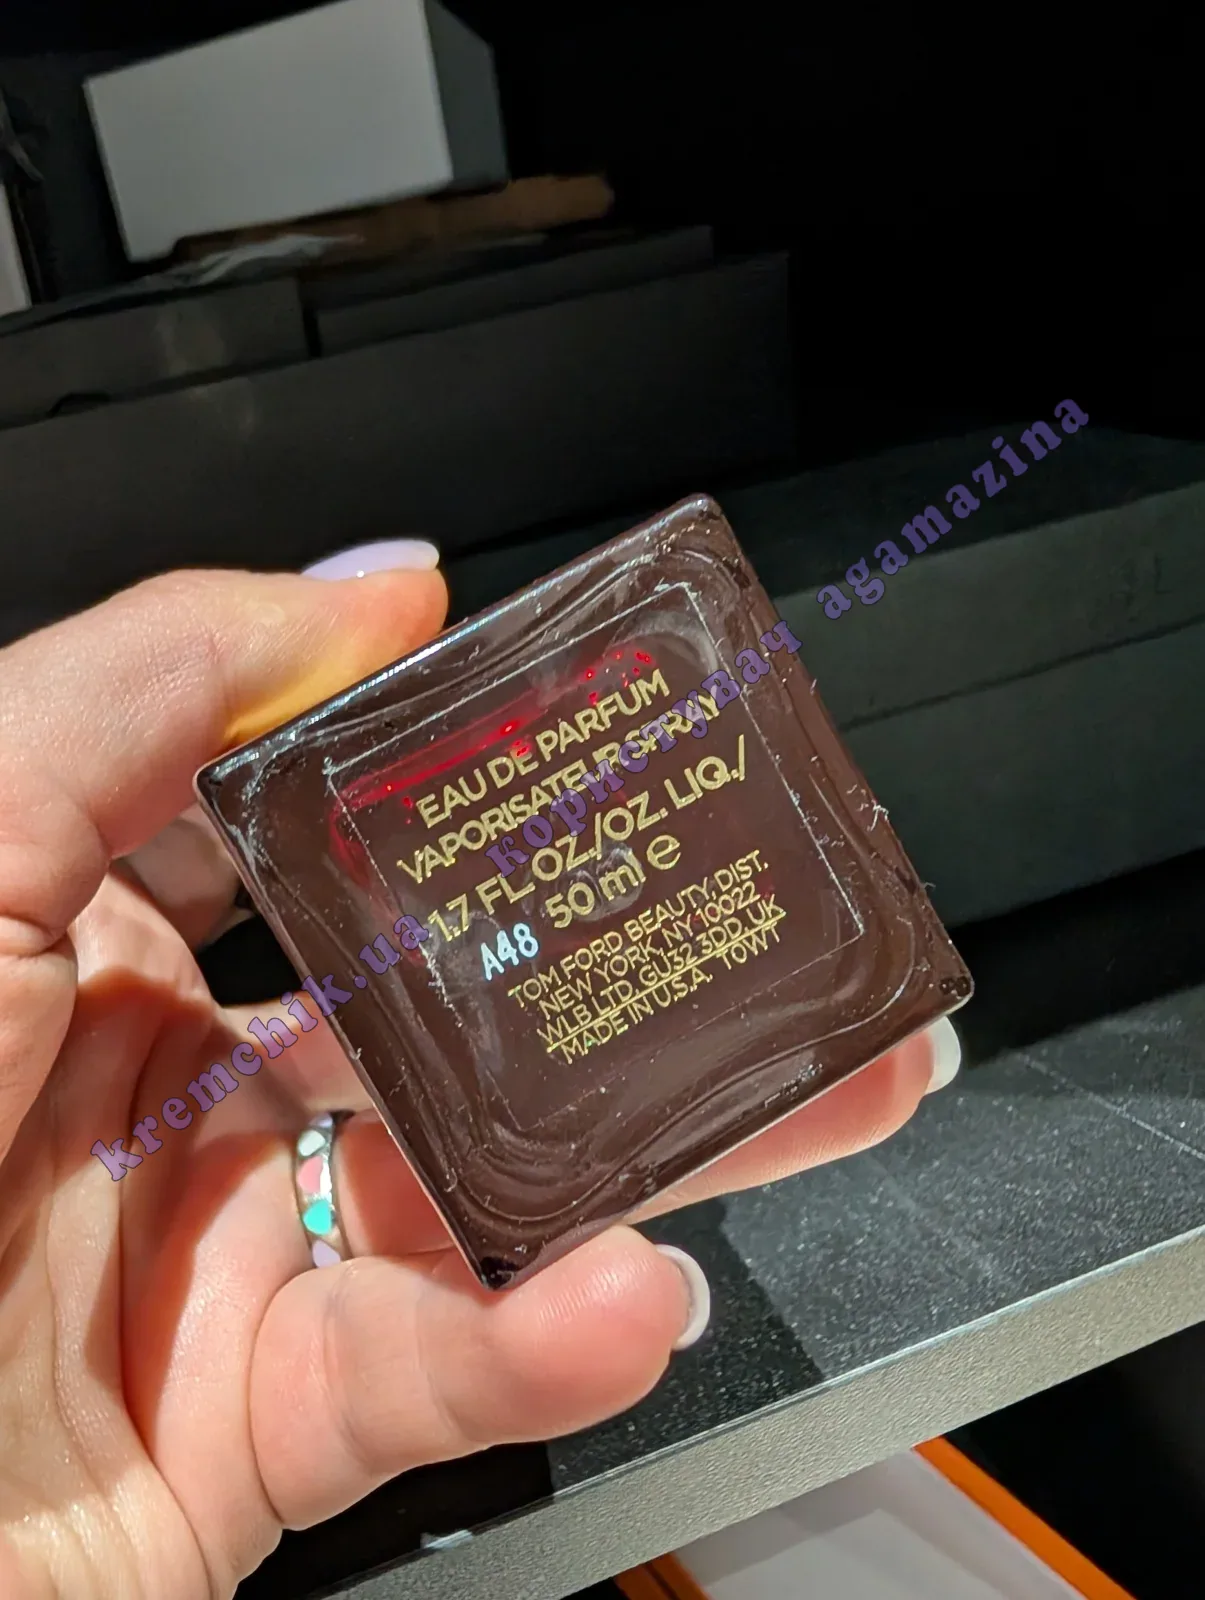 EAU DE PARFUM
VAPORISATEUR SPRAY
1.7 FL.OZ./OZ. LIQ./
50 ml e
A48
TOM FORD BEAUTY, DIST.
NEW YORK, NY 10022
WLB LTD, GU32 3DD, UK
MADE IN U.S.A. TOWT
kremchik.ua користувач agamazina